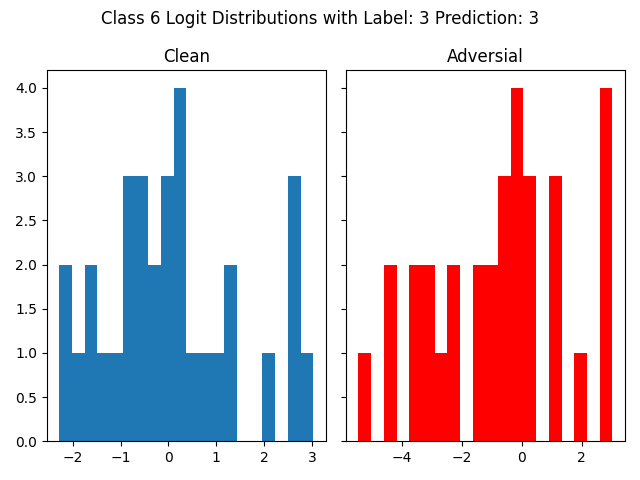 Class 6 Logit Distributions with Label: 3 Prediction: 3
Clean
Adversial
4.0
3.5
3.0
2.5
2.0
1.5
1.0
0.5
0.0
−2 −1 0 1 2 3
−4 −2 0 2